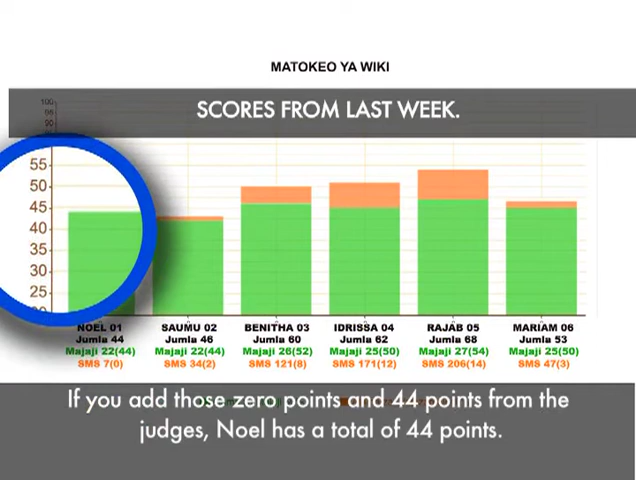 MATOKEO YA WIKI
SCORES FROM LAST WEEK.
100
95
90
55
50
45
40
35
30
25
NOEL 01 SAUMU 02 BENITHA 03 IDRISSA 04 RAJAB 05 MARIAM 06
Jumla 44 Jumla 46 Jumla 60 Jumla 62 Jumla 68 Jumla 53
Majaji 22(44) Majaji 22(44) Majaji 26(52) Majaji 25(50) Majaji 27(54) Majaji 25(50)
SMS 7(0) SMS 34(2) SMS 121(8) SMS 171(12) SMS 206(14) SMS 47(3)
If you add those zero points and 44 points from the
judges, Noel has a total of 44 points.